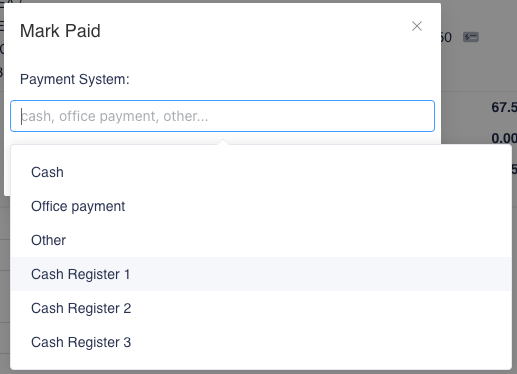 Mark Paid
50
Payment System:
67.5
cash, office payment, other...
0.00
Cash
Office payment
Other
Cash Register 1
Cash Register 2
Cash Register 3